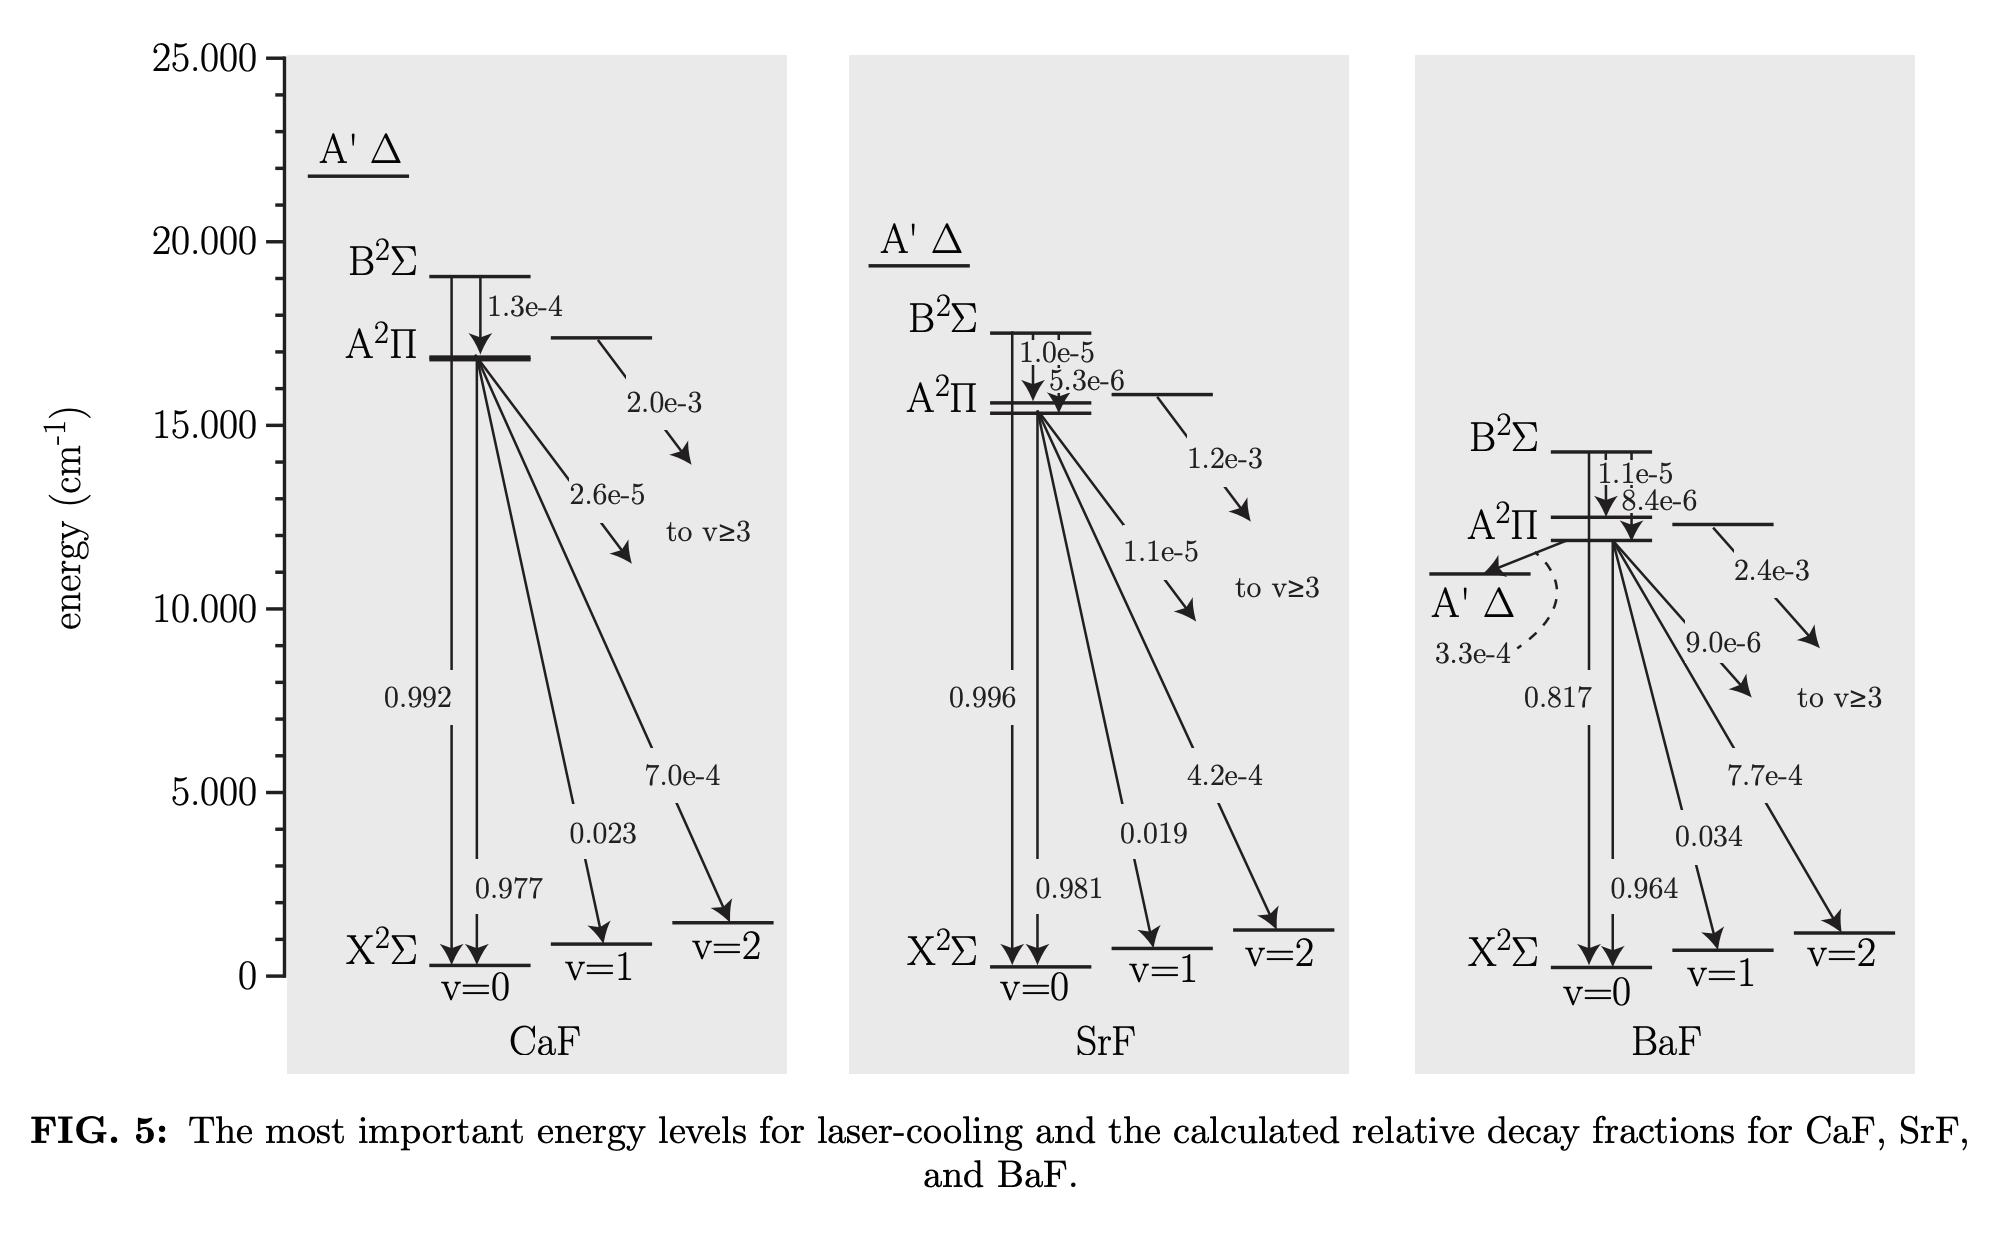 25.000
20.000
15.000
10.000
5.000
0
energy (cm-1)
A' Δ
B2Σ
1.3e-4
A2Π
2.0e-3
2.6e-5
to v≥3
0.992
7.0e-4
0.023
0.977
X2Σ
v=0
v=1
v=2
CaF
A' Δ
B2Σ
1.0e-5
5.3e-6
A2Π
1.2e-3
1.1e-5
to v≥3
0.996
4.2e-4
0.019
0.981
X2Σ
v=0
v=1
v=2
SrF
B2Σ
1.1e-5
8.4e-6
A2Π
2.4e-3
A' Δ
3.3e-4
9.0e-6
to v≥3
0.817
7.7e-4
0.034
0.964
X2Σ
v=0
v=1
v=2
BaF
FIG. 5: The most important energy levels for laser-cooling and the calculated relative decay fractions for CaF, SrF,
and BaF.